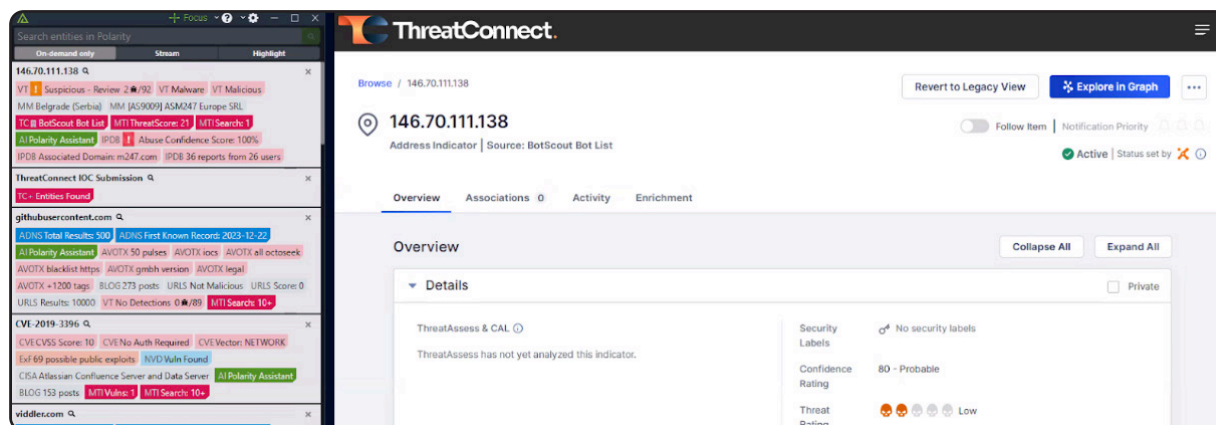 Focus
Search entities in Polarity
On-demand only Stream Highlight
146.70.111.138
VT ! Suspicious - Review 2 /92 VT Malware VT Malicious
MM Belgrade (Serbia) MM [AS9009] ASM247 Europe SRL
TC BotScout Bot List MTI ThreatScore: 21 MTI Search: 1
AI Polarity Assistant IPDB ! Abuse Confidence Score: 100%
IPDB Associated Domain: m247.com IPDB 36 reports from 26 users
ThreatConnect IOC Submission
TC+ Entities Found
githubusercontent.com
ADNS Total Results: 500 ADNS First Known Record: 2023-12-22
AI Polarity Assistant AVOTX 50 pulses AVOTX iocs AVOTX all octoseek
AVOTX blacklist https AVOTX gmbh version AVOTX legal
AVOTX +1200 tags BLOG 273 posts URLS Not Malicious URLS Score: 0
URLS Results: 10000 VT No Detections 0 /89 MTI Search: 10+
CVE-2019-3396
CVE CVSS Score: 10 CVE No Auth Required CVE Vector: NETWORK
ExF 69 possible public exploits NVD Vuln Found
CISA Atlassian Confluence Server and Data Server AI Polarity Assistant
BLOG 153 posts MTI Vulns: 1 MTI Search: 10+
viddler.com
ThreatConnect.
Browse / 146.70.111.138
Revert to Legacy View Explore in Graph ...
146.70.111.138
Follow Item | Notification Priority
Address Indicator | Source: BotScout Bot List
Active | Status set by
Overview Associations 0 Activity Enrichment
Overview
Collapse All Expand All
Details
Private
ThreatAssess & CAL
ThreatAssess has not yet analyzed this indicator.
Security Labels
No security labels
Confidence Rating
80 - Probable
Threat Rating
Low